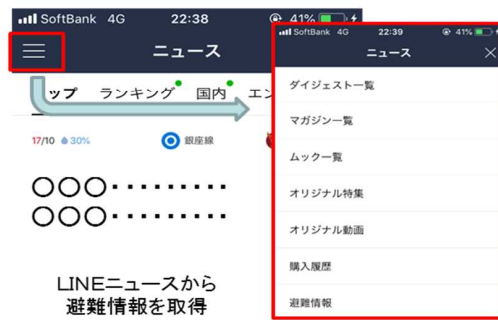 SoftBank 4G 22:38 41%
ニュース
トップ ランキング 国内 エン
17/10 30% 銀座線
○○○・・・・・・・・・
○○○・・・・・・・・・
LINEニュースから
避難情報を取得
SoftBank 4G 22:39 41%
ニュース
ダイジェスト一覧
マガジン一覧
ムック一覧
オリジナル特集
オリジナル動画
購入履歴
避難情報